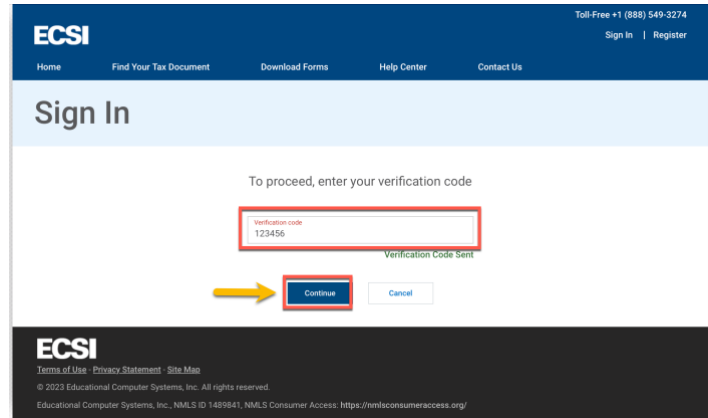 Toll-Free +1 (888) 549-3274
ECSI
Sign In | Register
Home Find Your Tax Document Download Forms Help Center Contact Us
Sign In
To proceed, enter your verification code
Verification code
123456
Verification Code Sent
Continue Cancel
ECSI
Terms of Use - Privacy Statement - Site Map
© 2023 Educational Computer Systems, Inc. All rights reserved.
Educational Computer Systems, Inc., NMLS ID 1489841, NMLS Consumer Access: https://nmlsconsumeraccess.org/